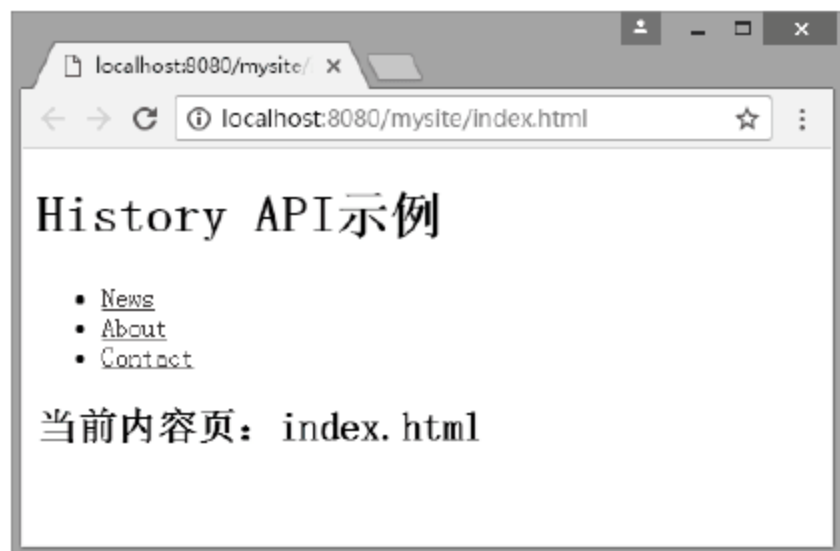 localhost:8080/mysite/
localhost:8080/mysite/index.html
History API示例
News
About
Contact
当前内容页：index.html